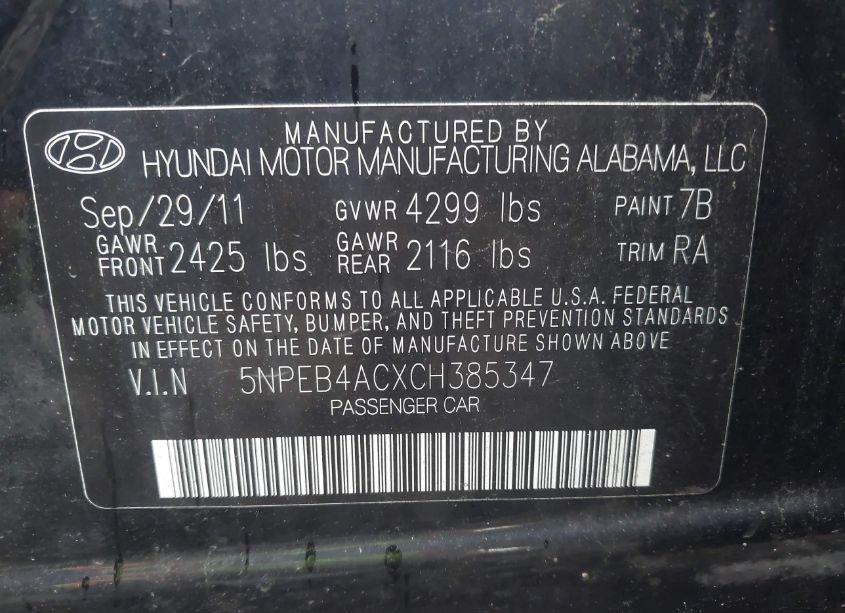 MANUFACTURED BY
HYUNDAI MOTOR MANUFACTURING ALABAMA, LLC
Sep/29/11 GVWR 4299 lbs PAINT 7B
GAWR FRONT 2425 lbs GAWR REAR 2116 lbs TRIM RA
THIS VEHICLE CONFORMS TO ALL APPLICABLE U.S.A. FEDERAL
MOTOR VEHICLE SAFETY, BUMPER, AND THEFT PREVENTION STANDARDS
IN EFFECT ON THE DATE OF MANUFACTURE SHOWN ABOVE
V.I.N 5NPEB4ACXCH385347
PASSENGER CAR